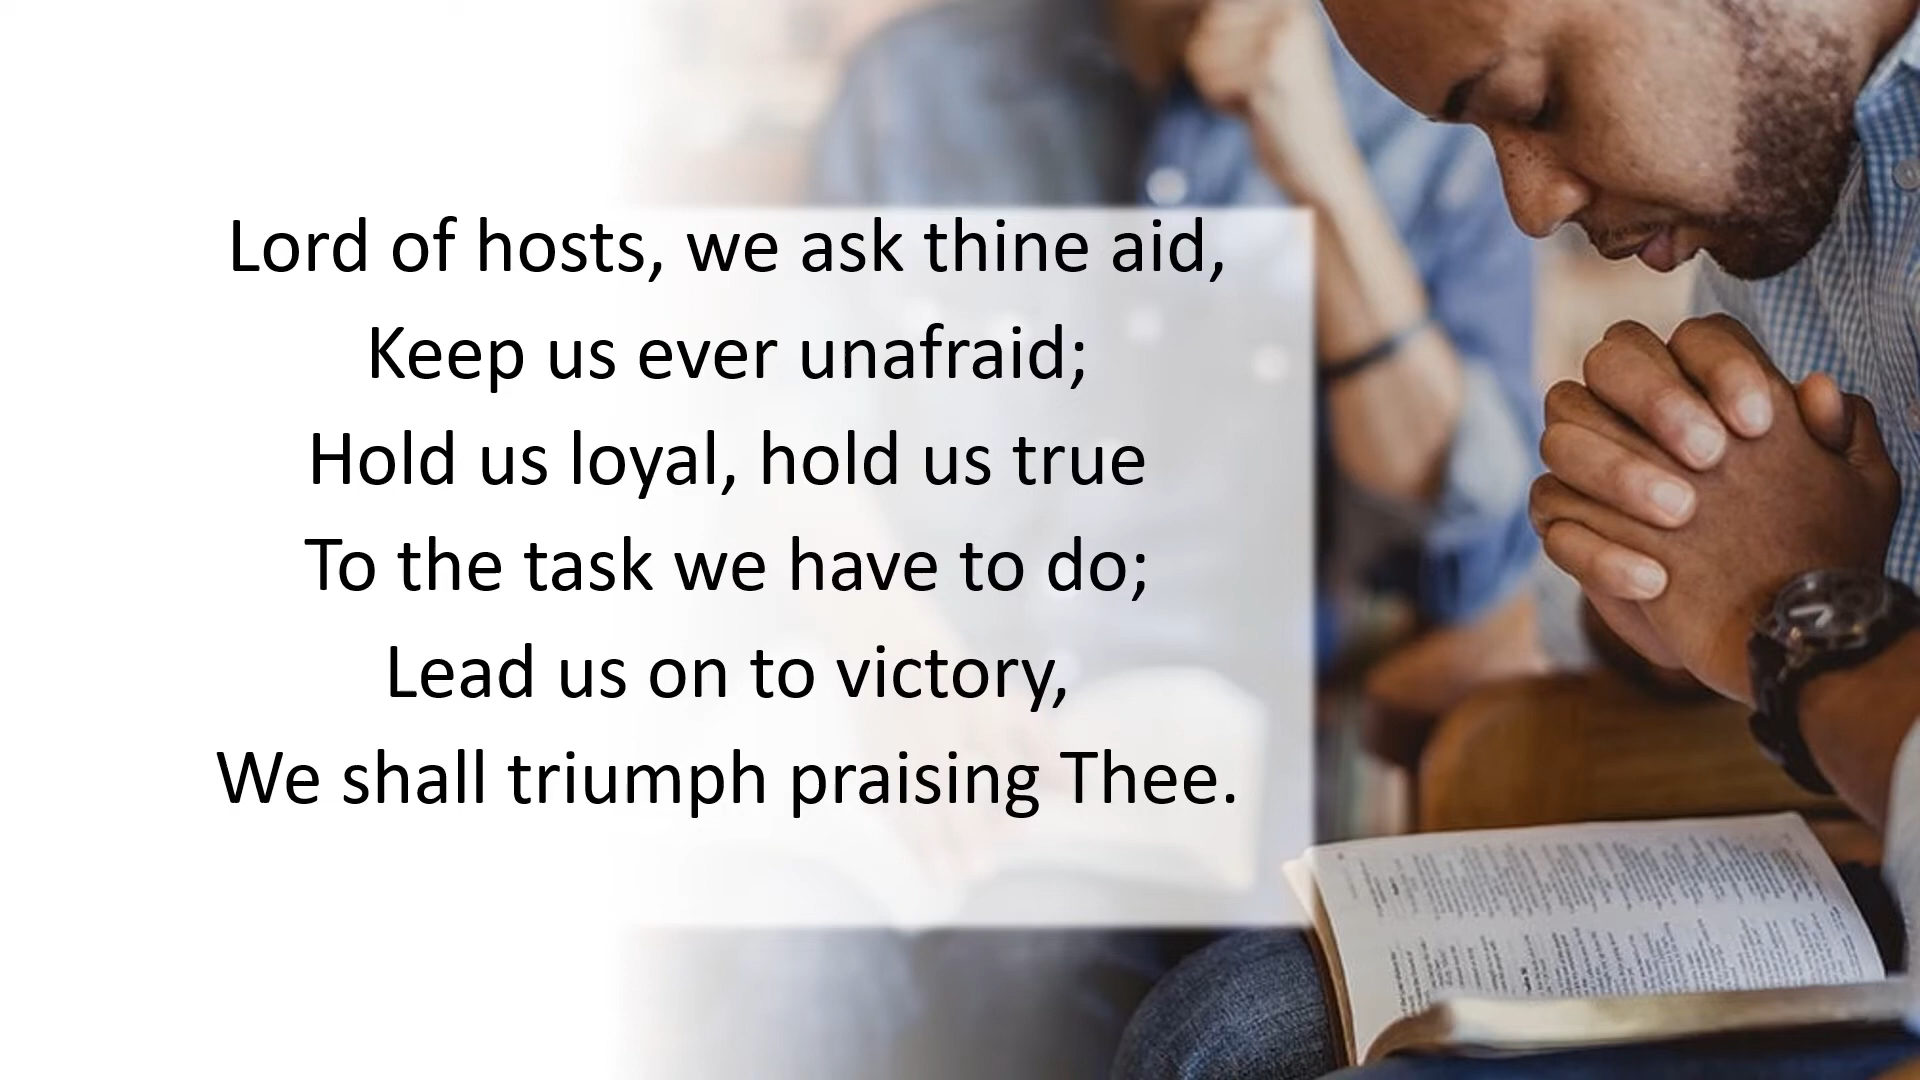 Lord of hosts, we ask thine aid,
Keep us ever unafraid;
Hold us loyal, hold us true
To the task we have to do;
Lead us on to victory,
We shall triumph praising Thee.